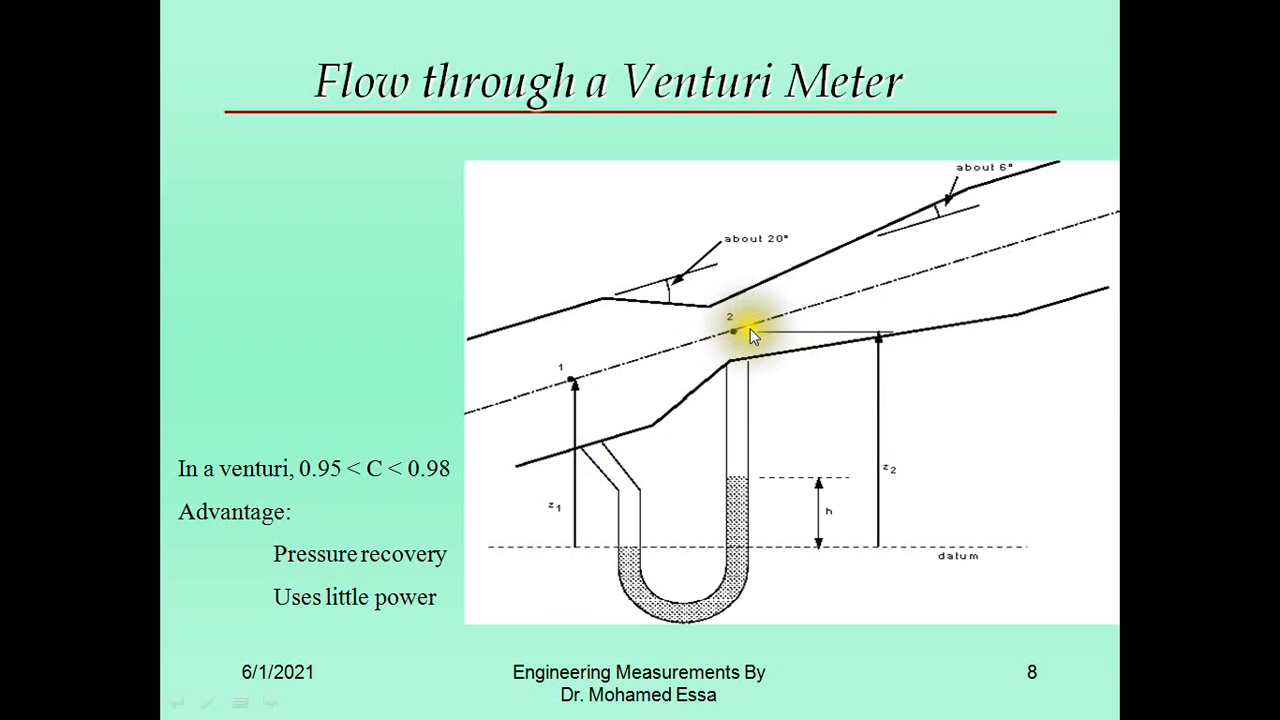 Flow through a Venturi Meter
about 6°
about 20°
2
1
In a venturi, 0.95 < C < 0.98
z2
Advantage:
z1
h
Pressure recovery
datum
Uses little power
6/1/2021
Engineering Measurements By
Dr. Mohamed Essa
8